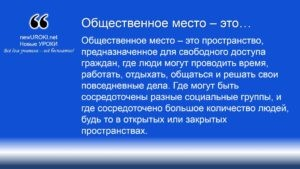 Общественное место – это…
newUROKI.net
Новые УРОКИ
Всё для учителя – всё бесплатно!
Общественное место – это пространство,
предназначенное для свободного доступа
граждан, где люди могут проводить время,
работать, отдыхать, общаться и решать свои
повседневные дела. Где могут быть
сосредоточены разные социальные группы, и
где сосредоточено большое количество людей,
будь то в открытых или закрытых
пространствах.